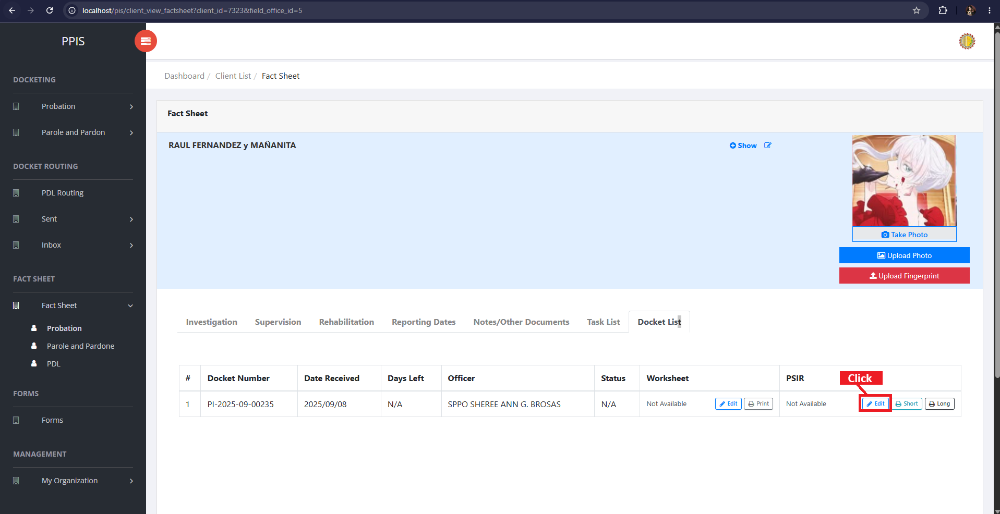 localhost/pis/client_view_factsheet?client_id=7323&field_office_id=5
PPIS
DOCKETING
Probation
Parole and Pardon
DOCKET ROUTING
PDL Routing
Sent
Inbox
FACT SHEET
Fact Sheet
Probation
Parole and Pardone
PDL
FORMS
Forms
MANAGEMENT
My Organization
Dashboard / Client List / Fact Sheet
Fact Sheet
RAUL FERNANDEZ y MAÑANITA
Show
Take Photo
Upload Photo
Upload Fingerprint
Investigation Supervision Rehabilitation Reporting Dates Notes/Other Documents Task List Docket List
# Docket Number Date Received Days Left Officer Status Worksheet PSIR
Click
1 PI-2025-09-00235 2025/09/08 N/A SPPO SHEREE ANN G. BROSAS N/A Not Available Edit Print Not Available Edit Short Long